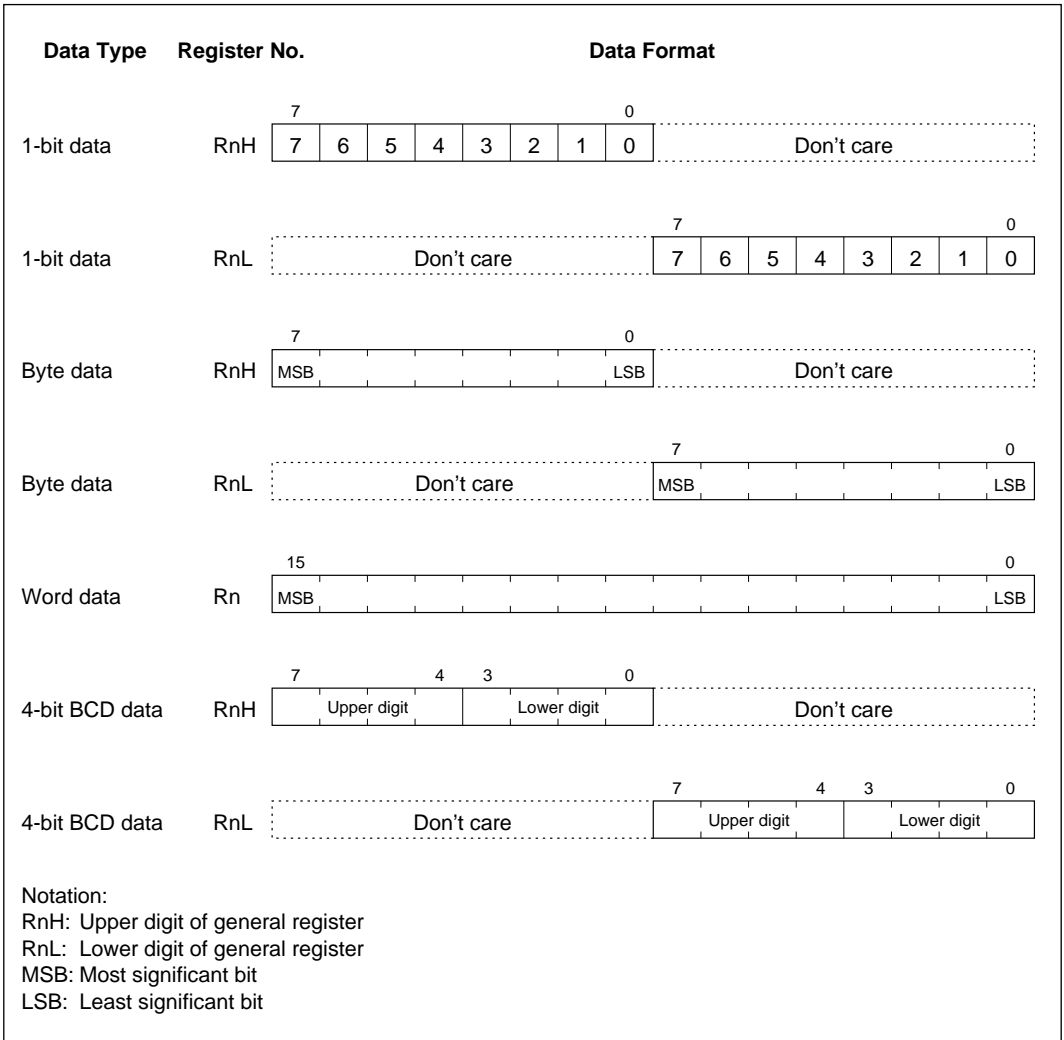 Data Type Register No. Data Format
7 0
1-bit data RnH 7 6 5 4 3 2 1 0 Don't care
7 0
1-bit data RnL Don't care 7 6 5 4 3 2 1 0
7 0
Byte data RnH MSB LSB Don't care
7 0
Byte data RnL Don't care MSB LSB
15 0
Word data Rn MSB LSB
7 4 3 0
4-bit BCD data RnH Upper digit Lower digit Don't care
7 4 3 0
4-bit BCD data RnL Don't care Upper digit Lower digit
Notation:
RnH: Upper digit of general register
RnL: Lower digit of general register
MSB: Most significant bit
LSB: Least significant bit